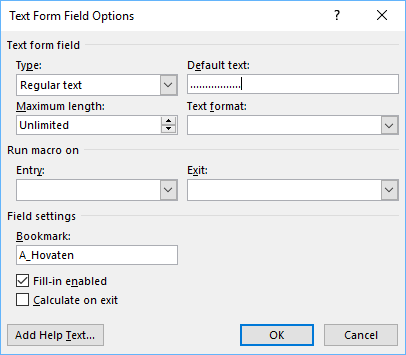 Text Form Field Options
Text form field
Type:
Default text:
Regular text
.................
Maximum length:
Text format:
Unlimited
Run macro on
Entry:
Exit:
Field settings
Bookmark:
A_Hovaten
Fill-in enabled
Calculate on exit
Add Help Text...
OK
Cancel